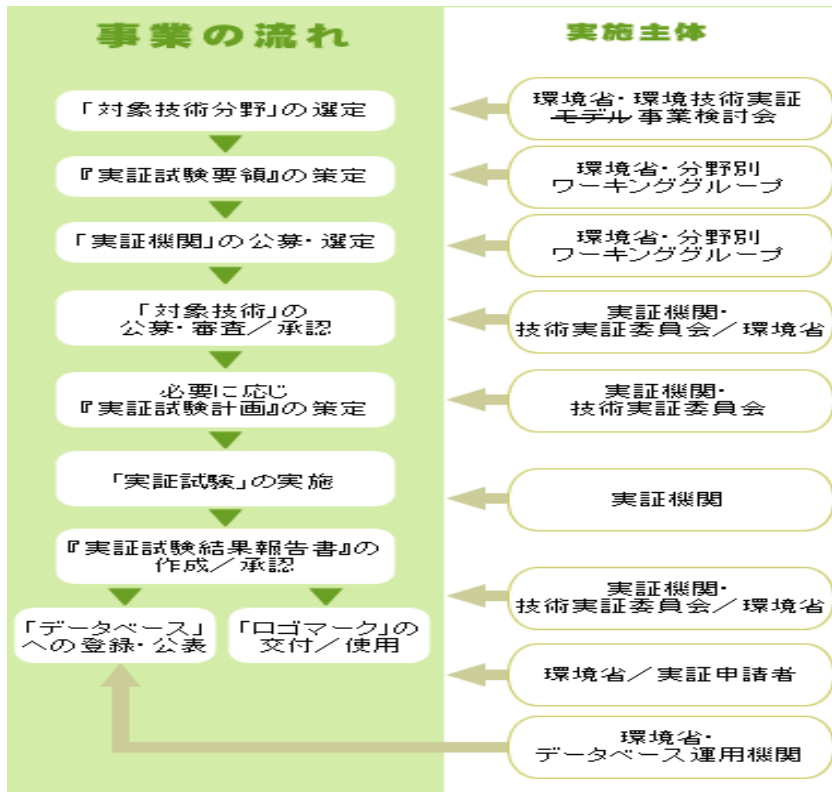 事業の流れ
実施主体
「対象技術分野」の選定
環境省・環境技術実証
モデル事業検討会
『実証試験要領』の策定
環境省・分野別
ワーキンググループ
「実証機関」の公募・選定
環境省・分野別
ワーキンググループ
「対象技術」の
公募・審査／承認
実証機関・
技術実証委員会／環境省
必要に応じ
『実証試験計画』の策定
実証機関・
技術実証委員会
「実証試験」の実施
実証機関
『実証試験結果報告書』の
作成／承認
実証機関・
技術実証委員会／環境省
「データベース」
への登録・公表
「ロゴマーク」の
交付／使用
環境省／実証申請者
環境省・
データベース運用機関